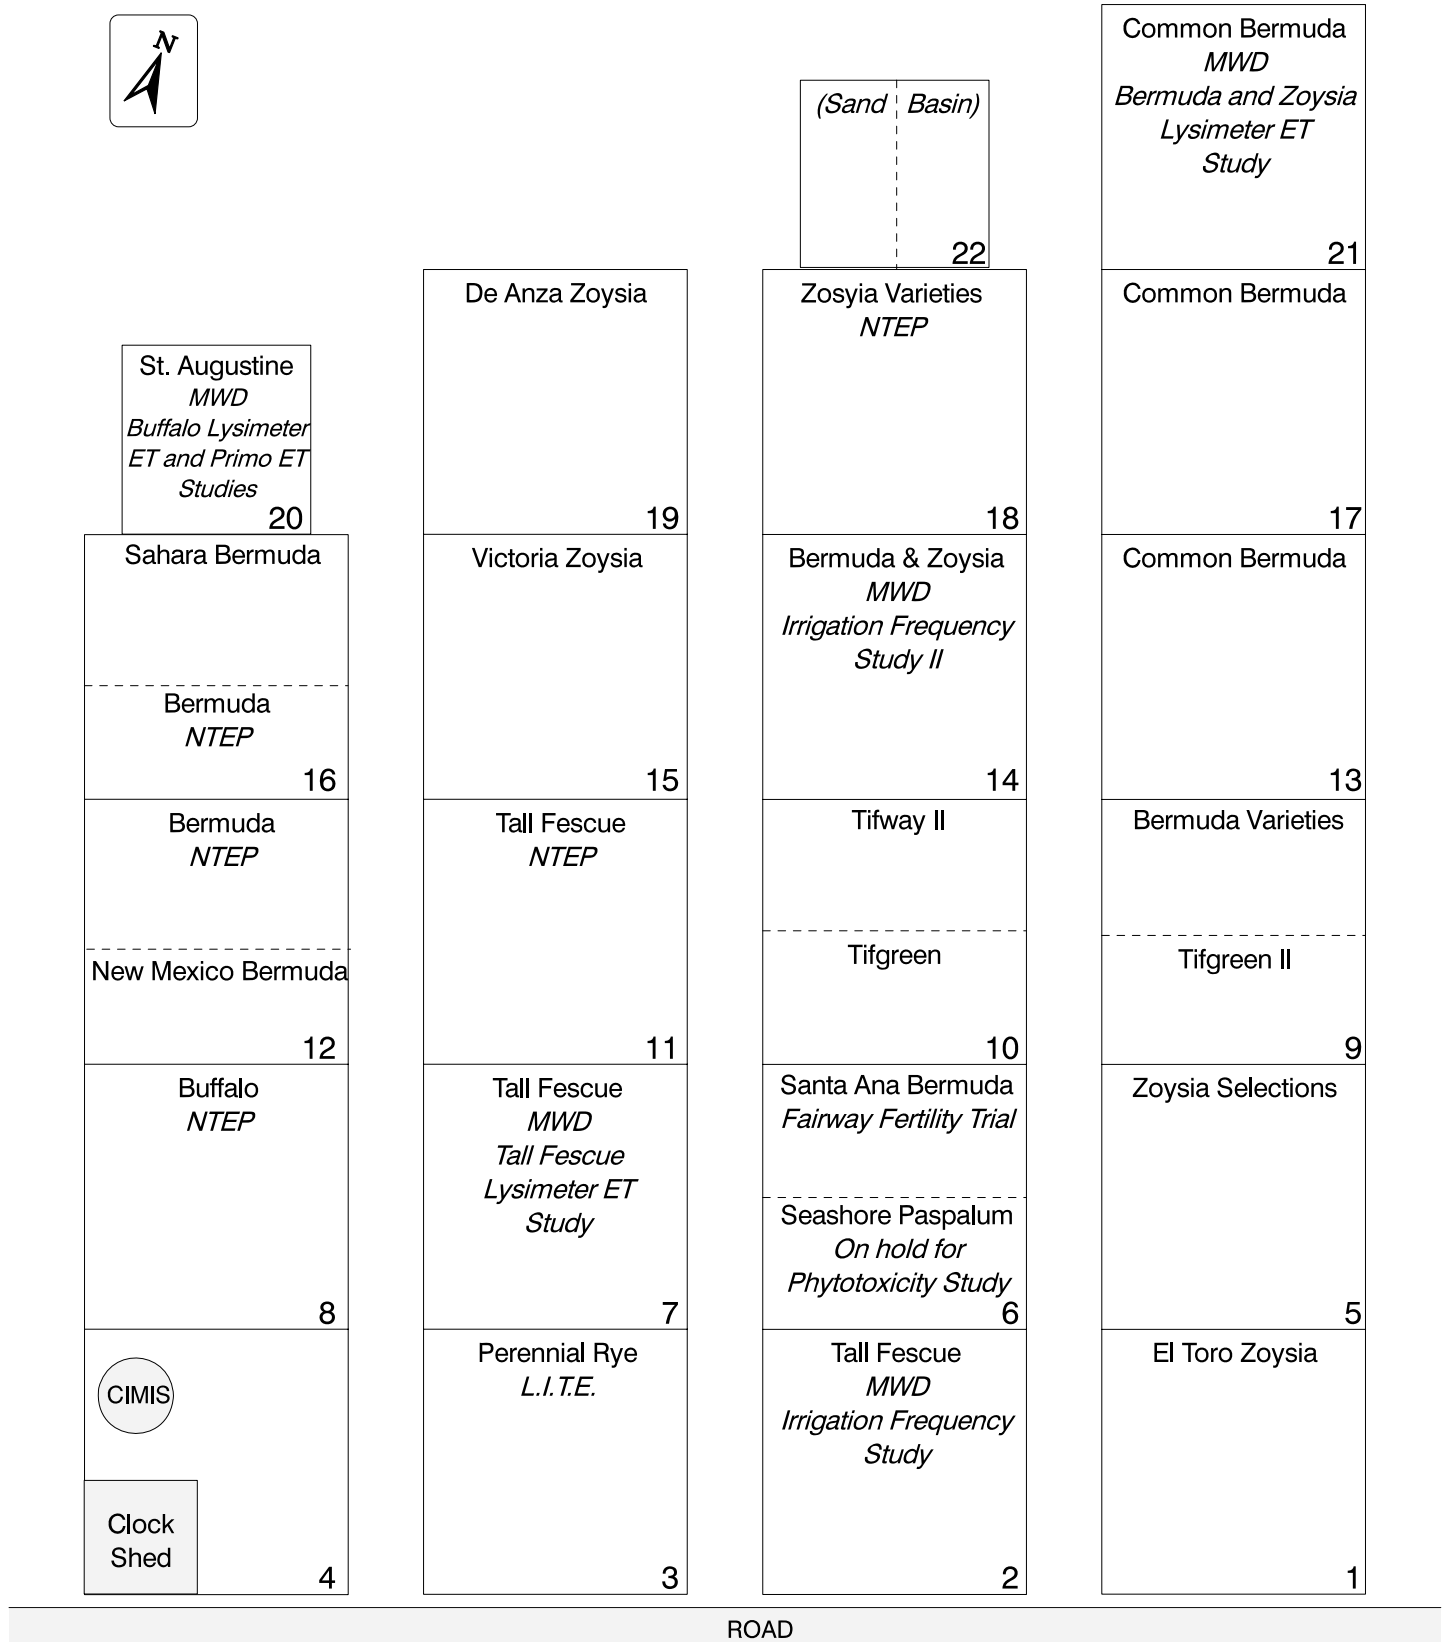 N
Common Bermuda
MWD
Bermuda and Zoysia
Lysimeter ET
Study
21
(Sand Basin)
22
De Anza Zoysia
19
Zosyia Varieties
NTEP
18
Common Bermuda
17
St. Augustine
MWD
Buffalo Lysimeter
ET and Primo ET
Studies
20
Sahara Bermuda
Bermuda
NTEP
16
Victoria Zoysia
15
Bermuda & Zoysia
MWD
Irrigation Frequency
Study II
14
Common Bermuda
13
Bermuda
NTEP
New Mexico Bermuda
12
Tall Fescue
NTEP
11
Tifway II
Tifgreen
10
Bermuda Varieties
Tifgreen II
9
Buffalo
NTEP
8
Tall Fescue
MWD
Tall Fescue
Lysimeter ET
Study
7
Santa Ana Bermuda
Fairway Fertility Trial
Seashore Paspalum
On hold for
Phytotoxicity Study
6
Zoysia Selections
5
CIMIS
Clock
Shed
4
Perennial Rye
L.I.T.E.
3
Tall Fescue
MWD
Irrigation Frequency
Study
2
El Toro Zoysia
1
ROAD